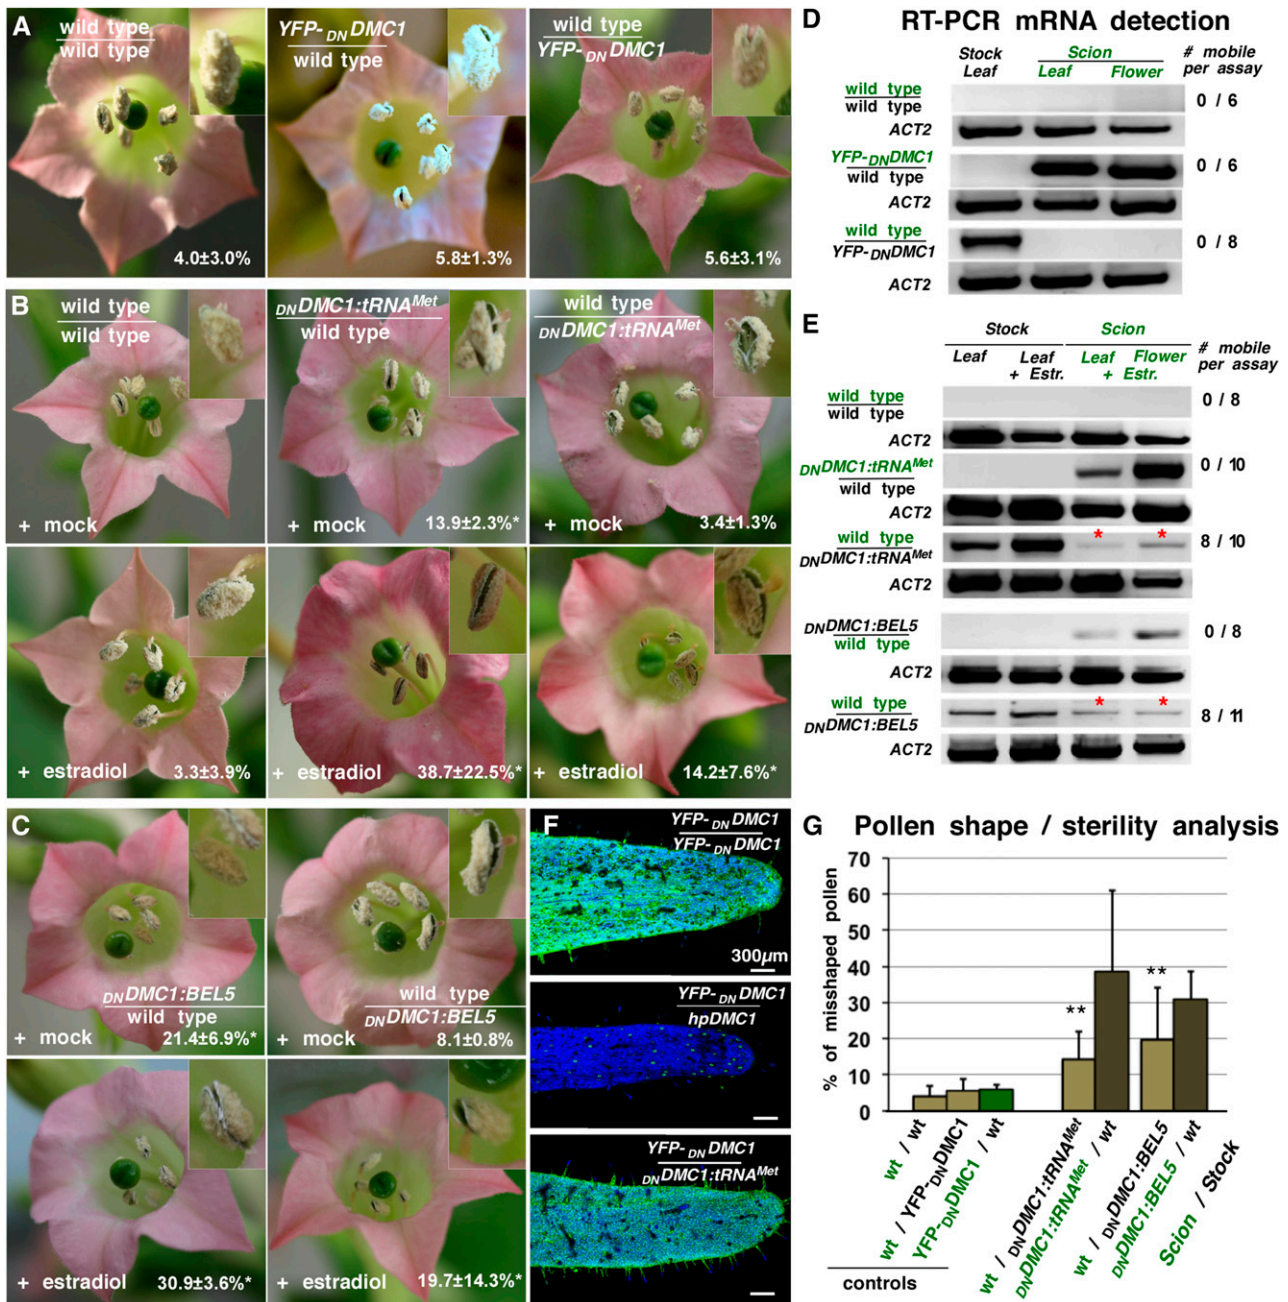 A
wild type
wild type
4.0±3.0%
YFP-DNDMC1
wild type
5.8±1.3%
wild type
YFP-DNDMC1
5.6±3.1%
B
wild type
wild type
+ mock
DNDMC1:tRNAMet
wild type
+ mock
13.9±2.3%*
wild type
DNDMC1:tRNAMet
+ mock
3.4±1.3%
+ estradiol
3.3±3.9%
+ estradiol
38.7±22.5%*
+ estradiol
14.2±7.6%*
C
DNDMC1:BEL5
wild type
+ mock
21.4±6.9%*
wild type
DNDMC1:BEL5
+ mock
8.1±0.8%
+ estradiol
30.9±3.6%*
+ estradiol
19.7±14.3%*
D RT-PCR mRNA detection
Stock
Leaf
Scion
Leaf
Flower
# mobile
per assay
wild type
wild type
0 / 6
ACT2
YFP-DNDMC1
wild type
0 / 6
ACT2
wild type
YFP-DNDMC1
0 / 8
ACT2
E
Stock
Scion
Leaf
Leaf
+ Estr.
Leaf Flower
+ Estr.
# mobile
per assay
wild type
wild type
0 / 8
ACT2
DNDMC1:tRNAMet
wild type
0 / 10
ACT2
wild type
DNDMC1:tRNAMet
* *
8 / 10
ACT2
DNDMC1:BEL5
wild type
0 / 8
ACT2
wild type
DNDMC1:BEL5
* *
8 / 11
ACT2
F
YFP-DNDMC1
YFP-DNDMC1
300µm
YFP-DNDMC1
hpDMC1
YFP-DNDMC1
DNDMC1:tRNAMet
G Pollen shape / sterility analysis
% of misshaped pollen
70
60
50
40
30
20
10
0
**
**
wt / wt
wt / YFP-DNDMC1
YFP-DNDMC1 / wt
wt / DNDMC1:tRNAMet
DNDMC1:tRNAMet / wt
wt / DNDMC1:BEL5
DNDMC1:BEL5 / wt
Scion / Stock
controls